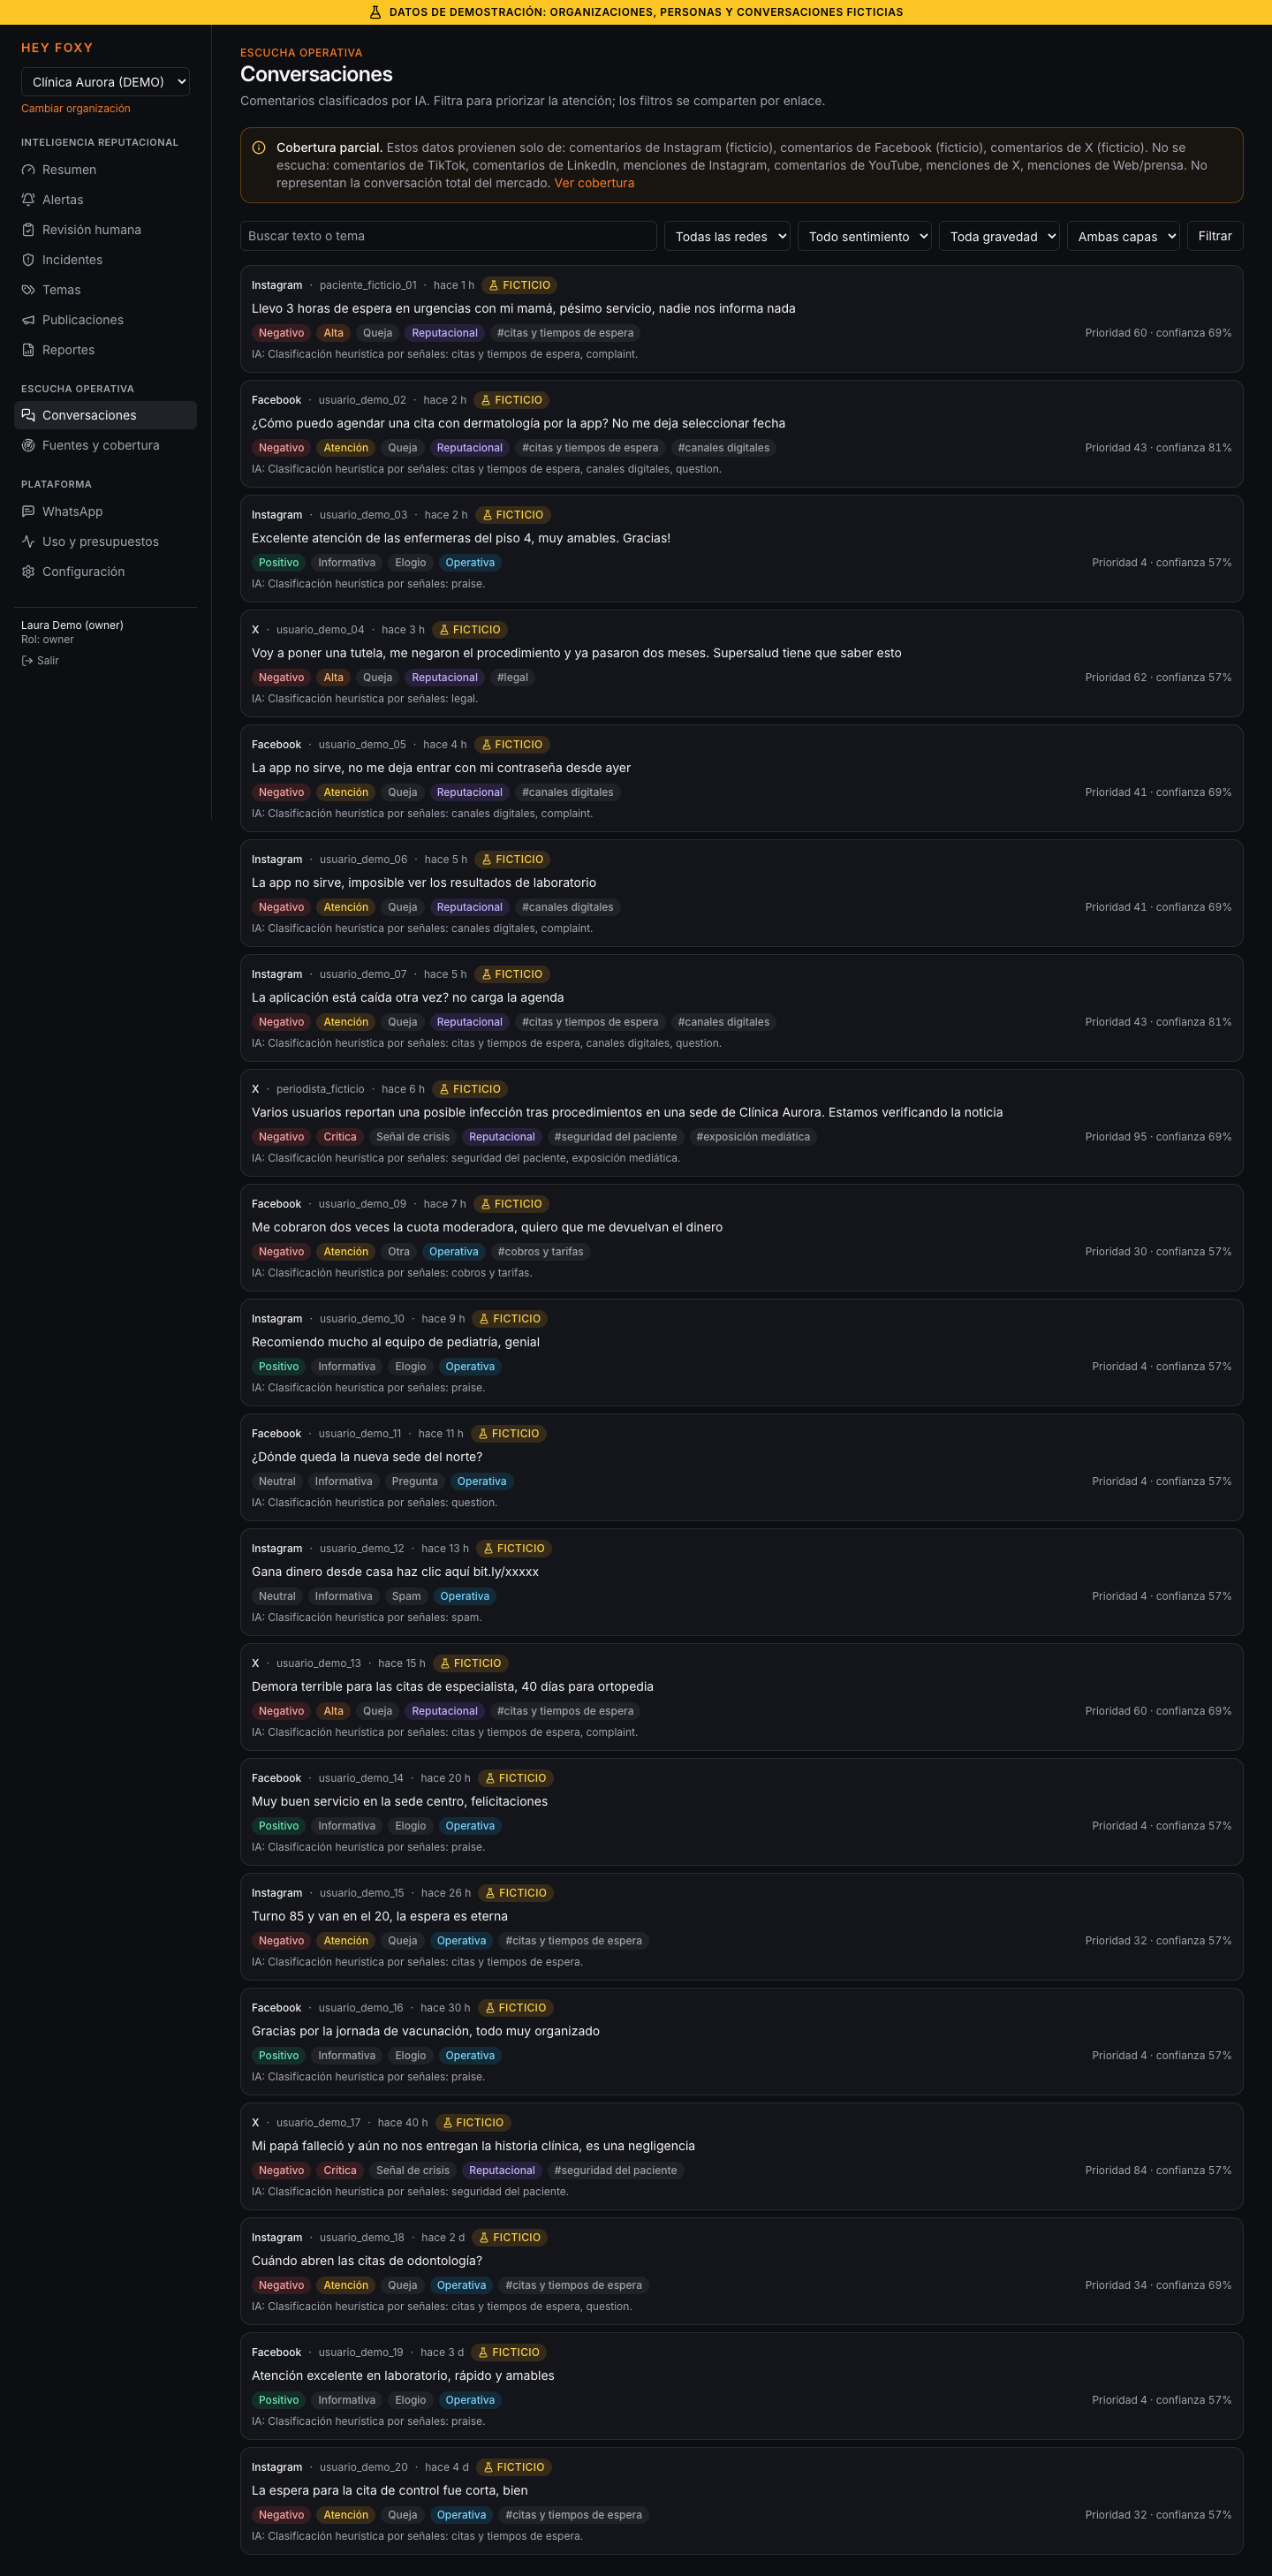 DATOS DE DEMOSTRACIÓN: ORGANIZACIONES, PERSONAS Y CONVERSACIONES FICTICIAS
HEY FOXY
Clínica Aurora (DEMO)
Cambiar organización
INTELIGENCIA REPUTACIONAL
Resumen
Alertas
Revisión humana
Incidentes
Temas
Publicaciones
Reportes
ESCUCHA OPERATIVA
Conversaciones
Fuentes y cobertura
PLATAFORMA
WhatsApp
Uso y presupuestos
Configuración
Laura Demo (owner)
Rol: owner
Salir
ESCUCHA OPERATIVA
Conversaciones
Comentarios clasificados por IA. Filtra para priorizar la atención; los filtros se comparten por enlace.
Cobertura parcial. Estos datos provienen solo de: comentarios de Instagram (ficticio), comentarios de Facebook (ficticio), comentarios de X (ficticio). No se
escucha: comentarios de TikTok, comentarios de LinkedIn, menciones de Instagram, comentarios de YouTube, menciones de X, menciones de Web/prensa. No
representan la conversación total del mercado. Ver cobertura
Buscar texto o tema Todas las redes Todo sentimiento Toda gravedad Ambas capas Filtrar
Instagram · paciente_ficticio_01 · hace 1 h FICTICIO
Llevo 3 horas de espera en urgencias con mi mamá, pésimo servicio, nadie nos informa nada
Negativo Alta Queja Reputacional #citas y tiempos de espera Prioridad 60 · confianza 69%
IA: Clasificación heurística por señales: citas y tiempos de espera, complaint.
Facebook · usuario_demo_02 · hace 2 h FICTICIO
¿Cómo puedo agendar una cita con dermatología por la app? No me deja seleccionar fecha
Negativo Atención Queja Reputacional #citas y tiempos de espera #canales digitales Prioridad 43 · confianza 81%
IA: Clasificación heurística por señales: citas y tiempos de espera, canales digitales, question.
Instagram · usuario_demo_03 · hace 2 h FICTICIO
Excelente atención de las enfermeras del piso 4, muy amables. Gracias!
Positivo Informativa Elogio Operativa Prioridad 4 · confianza 57%
IA: Clasificación heurística por señales: praise.
X · usuario_demo_04 · hace 3 h FICTICIO
Voy a poner una tutela, me negaron el procedimiento y ya pasaron dos meses. Supersalud tiene que saber esto
Negativo Alta Queja Reputacional #legal Prioridad 62 · confianza 57%
IA: Clasificación heurística por señales: legal.
Facebook · usuario_demo_05 · hace 4 h FICTICIO
La app no sirve, no me deja entrar con mi contraseña desde ayer
Negativo Atención Queja Reputacional #canales digitales Prioridad 41 · confianza 69%
IA: Clasificación heurística por señales: canales digitales, complaint.
Instagram · usuario_demo_06 · hace 5 h FICTICIO
La app no sirve, imposible ver los resultados de laboratorio
Negativo Atención Queja Reputacional #canales digitales Prioridad 41 · confianza 69%
IA: Clasificación heurística por señales: canales digitales, complaint.
Instagram · usuario_demo_07 · hace 5 h FICTICIO
La aplicación está caída otra vez? no carga la agenda
Negativo Atención Queja Reputacional #citas y tiempos de espera #canales digitales Prioridad 43 · confianza 81%
IA: Clasificación heurística por señales: citas y tiempos de espera, canales digitales, question.
X · periodista_ficticio · hace 6 h FICTICIO
Varios usuarios reportan una posible infección tras procedimientos en una sede de Clínica Aurora. Estamos verificando la noticia
Negativo Crítica Señal de crisis Reputacional #seguridad del paciente #exposición mediática Prioridad 95 · confianza 69%
IA: Clasificación heurística por señales: seguridad del paciente, exposición mediática.
Facebook · usuario_demo_09 · hace 7 h FICTICIO
Me cobraron dos veces la cuota moderadora, quiero que me devuelvan el dinero
Negativo Atención Otra Operativa #cobros y tarifas Prioridad 30 · confianza 57%
IA: Clasificación heurística por señales: cobros y tarifas.
Instagram · usuario_demo_10 · hace 9 h FICTICIO
Recomiendo mucho al equipo de pediatría, genial
Positivo Informativa Elogio Operativa Prioridad 4 · confianza 57%
IA: Clasificación heurística por señales: praise.
Facebook · usuario_demo_11 · hace 11 h FICTICIO
¿Dónde queda la nueva sede del norte?
Neutral Informativa Pregunta Operativa Prioridad 4 · confianza 57%
IA: Clasificación heurística por señales: question.
Instagram · usuario_demo_12 · hace 13 h FICTICIO
Gana dinero desde casa haz clic aquí bit.ly/xxxxx
Neutral Informativa Spam Operativa Prioridad 4 · confianza 57%
IA: Clasificación heurística por señales: spam.
X · usuario_demo_13 · hace 15 h FICTICIO
Demora terrible para las citas de especialista, 40 días para ortopedia
Negativo Alta Queja Reputacional #citas y tiempos de espera Prioridad 60 · confianza 69%
IA: Clasificación heurística por señales: citas y tiempos de espera, complaint.
Facebook · usuario_demo_14 · hace 20 h FICTICIO
Muy buen servicio en la sede centro, felicitaciones
Positivo Informativa Elogio Operativa Prioridad 4 · confianza 57%
IA: Clasificación heurística por señales: praise.
Instagram · usuario_demo_15 · hace 26 h FICTICIO
Turno 85 y van en el 20, la espera es eterna
Negativo Atención Queja Operativa #citas y tiempos de espera Prioridad 32 · confianza 57%
IA: Clasificación heurística por señales: citas y tiempos de espera.
Facebook · usuario_demo_16 · hace 30 h FICTICIO
Gracias por la jornada de vacunación, todo muy organizado
Positivo Informativa Elogio Operativa Prioridad 4 · confianza 57%
IA: Clasificación heurística por señales: praise.
X · usuario_demo_17 · hace 40 h FICTICIO
Mi papá falleció y aún no nos entregan la historia clínica, es una negligencia
Negativo Crítica Señal de crisis Reputacional #seguridad del paciente Prioridad 84 · confianza 57%
IA: Clasificación heurística por señales: seguridad del paciente.
Instagram · usuario_demo_18 · hace 2 d FICTICIO
Cuándo abren las citas de odontología?
Negativo Atención Queja Operativa #citas y tiempos de espera Prioridad 34 · confianza 69%
IA: Clasificación heurística por señales: citas y tiempos de espera, question.
Facebook · usuario_demo_19 · hace 3 d FICTICIO
Atención excelente en laboratorio, rápido y amables
Positivo Informativa Elogio Operativa Prioridad 4 · confianza 57%
IA: Clasificación heurística por señales: praise.
Instagram · usuario_demo_20 · hace 4 d FICTICIO
La espera para la cita de control fue corta, bien
Negativo Atención Queja Operativa #citas y tiempos de espera Prioridad 32 · confianza 57%
IA: Clasificación heurística por señales: citas y tiempos de espera.